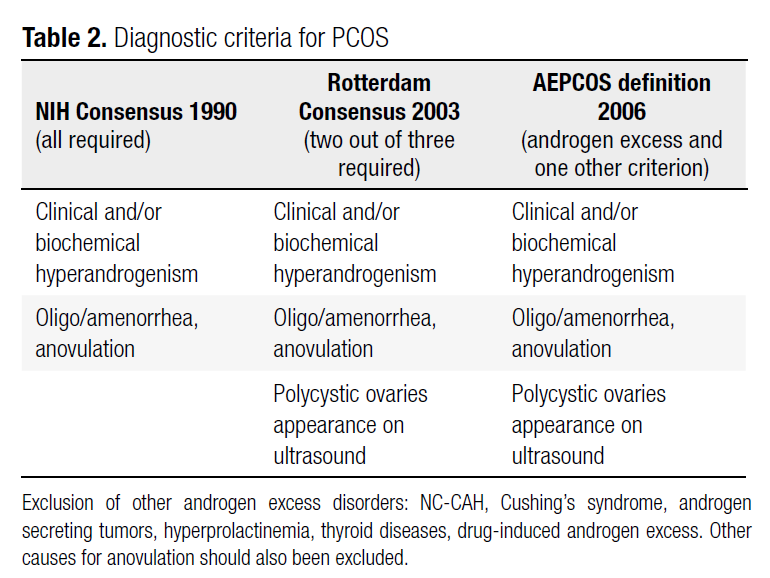 Table 2. Diagnostic criteria for PCOS
NIH Consensus 1990
(all required)
Rotterdam
Consensus 2003
(two out of three
required)
AEPCOS definition
2006
(androgen excess and
one other criterion)
Clinical and/or
biochemical
hyperandrogenism
Clinical and/or
biochemical
hyperandrogenism
Clinical and/or
biochemical
hyperandrogenism
Oligo/amenorrhea,
anovulation
Oligo/amenorrhea,
anovulation
Oligo/amenorrhea,
anovulation
Polycystic ovaries
appearance on
ultrasound
Polycystic ovaries
appearance on
ultrasound
Exclusion of other androgen excess disorders: NC-CAH, Cushing’s syndrome, androgen
secreting tumors, hyperprolactinemia, thyroid diseases, drug-induced androgen excess. Other
causes for anovulation should also been excluded.